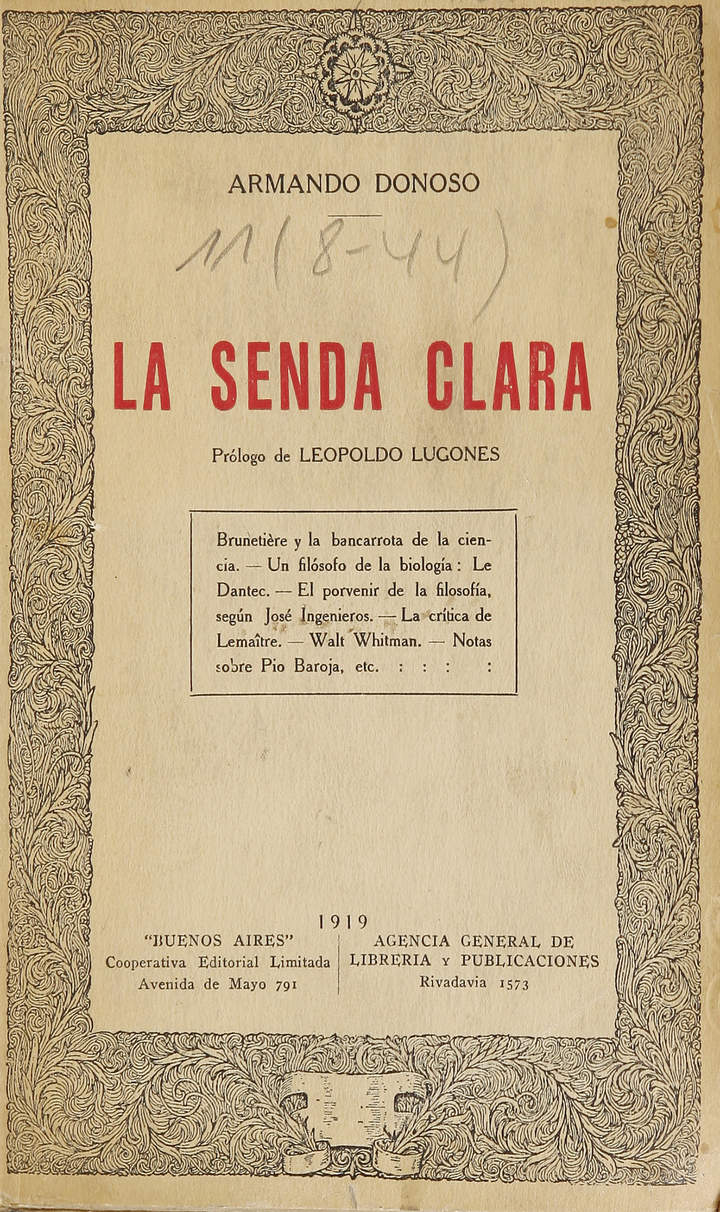 ARMANDO DONOSO
11(8-44)
LA SENDA CLARA
Prólogo de LEOPOLDO LUGONES
Brunetière y la bancarrota de la cien-
cia. — Un filósofo de la biología : Le
Dantec. — El porvenir de la filosofía,
según José Ingenieros. — La crítica de
Lemaître. — Walt Whitman. — Notas
sobre Pio Baroja, etc. : : : :
1919
"BUENOS AIRES"
Cooperativa Editorial Limitada
Avenida de Mayo 791
AGENCIA GENERAL DE
LIBRERIA Y PUBLICACIONES
Rivadavia 1573